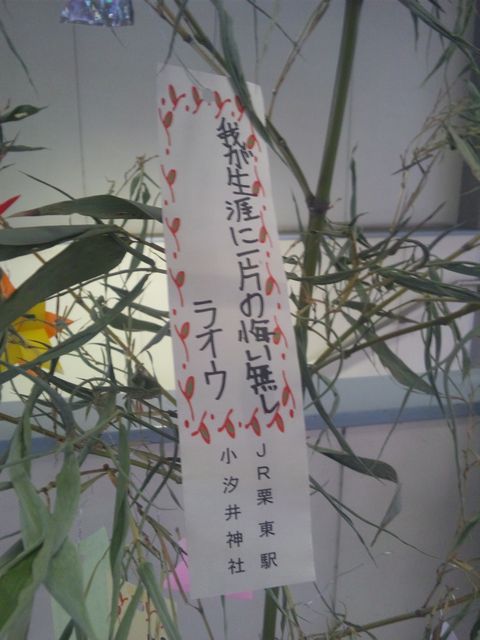 我が生涯に一片の悔い無し
ラオウ
JR栗東駅
小汐井神社